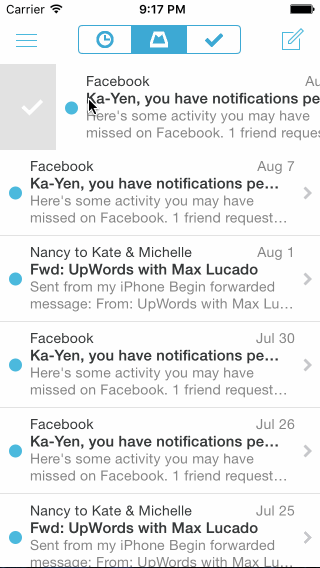 Carrier 9:17 PM
Facebook Au
Ka-Yen, you have notifications pe
Here's some activity you may have
missed on Facebook. 1 friend reques
Facebook Aug 7
Ka-Yen, you have notifications pe...
Here's some activity you may have
missed on Facebook. 1 friend request...
Nancy to Kate & Michelle Aug 1
Fwd: UpWords with Max Lucado
Sent from my iPhone Begin forwarded
message: From: UpWords with Max Lu...
Facebook Jul 30
Ka-Yen, you have notifications pe...
Here's some activity you may have
missed on Facebook. 1 friend request...
Facebook Jul 26
Ka-Yen, you have notifications pe...
Here's some activity you may have
missed on Facebook. 1 friend request...
Nancy to Kate & Michelle Jul 25
Fwd: UpWords with Max Lucado
Sent from my iPhone Begin forwarded
message: From: UpWords with Max Lu...